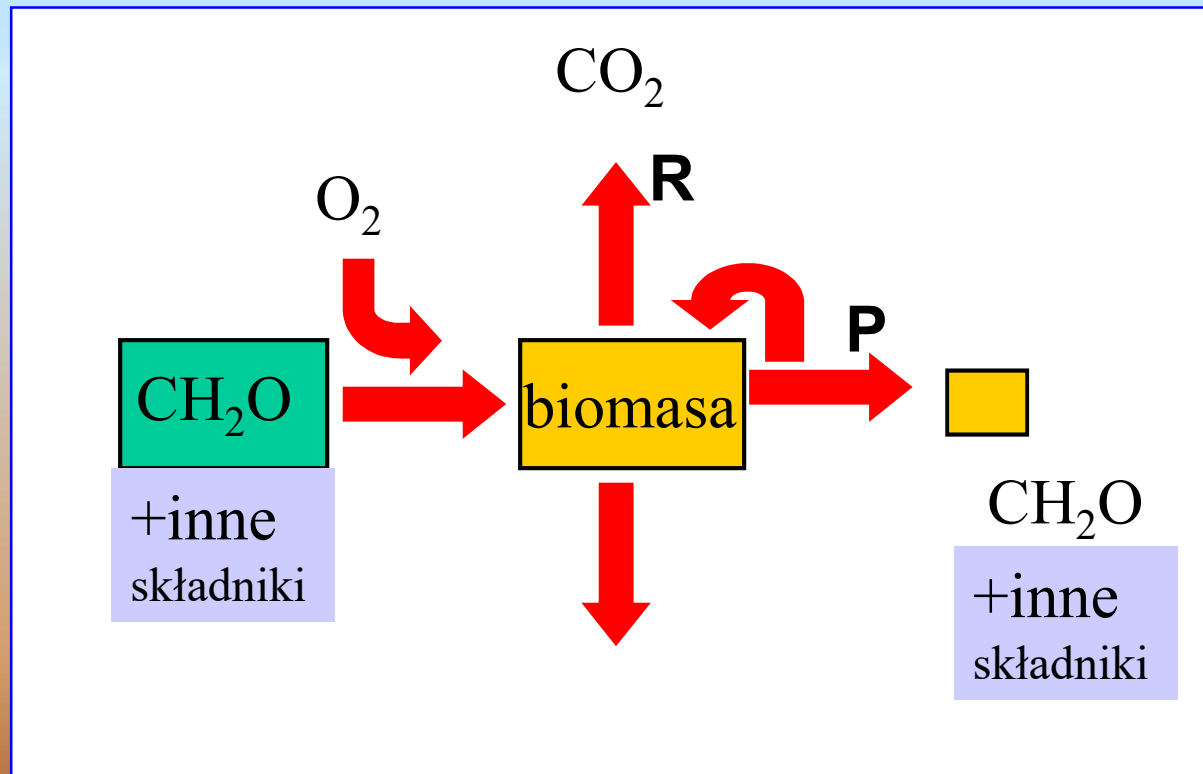 CO₂
R
O₂
P
CH₂O
biomasa
+inne
składniki
CH₂O
+inne
składniki